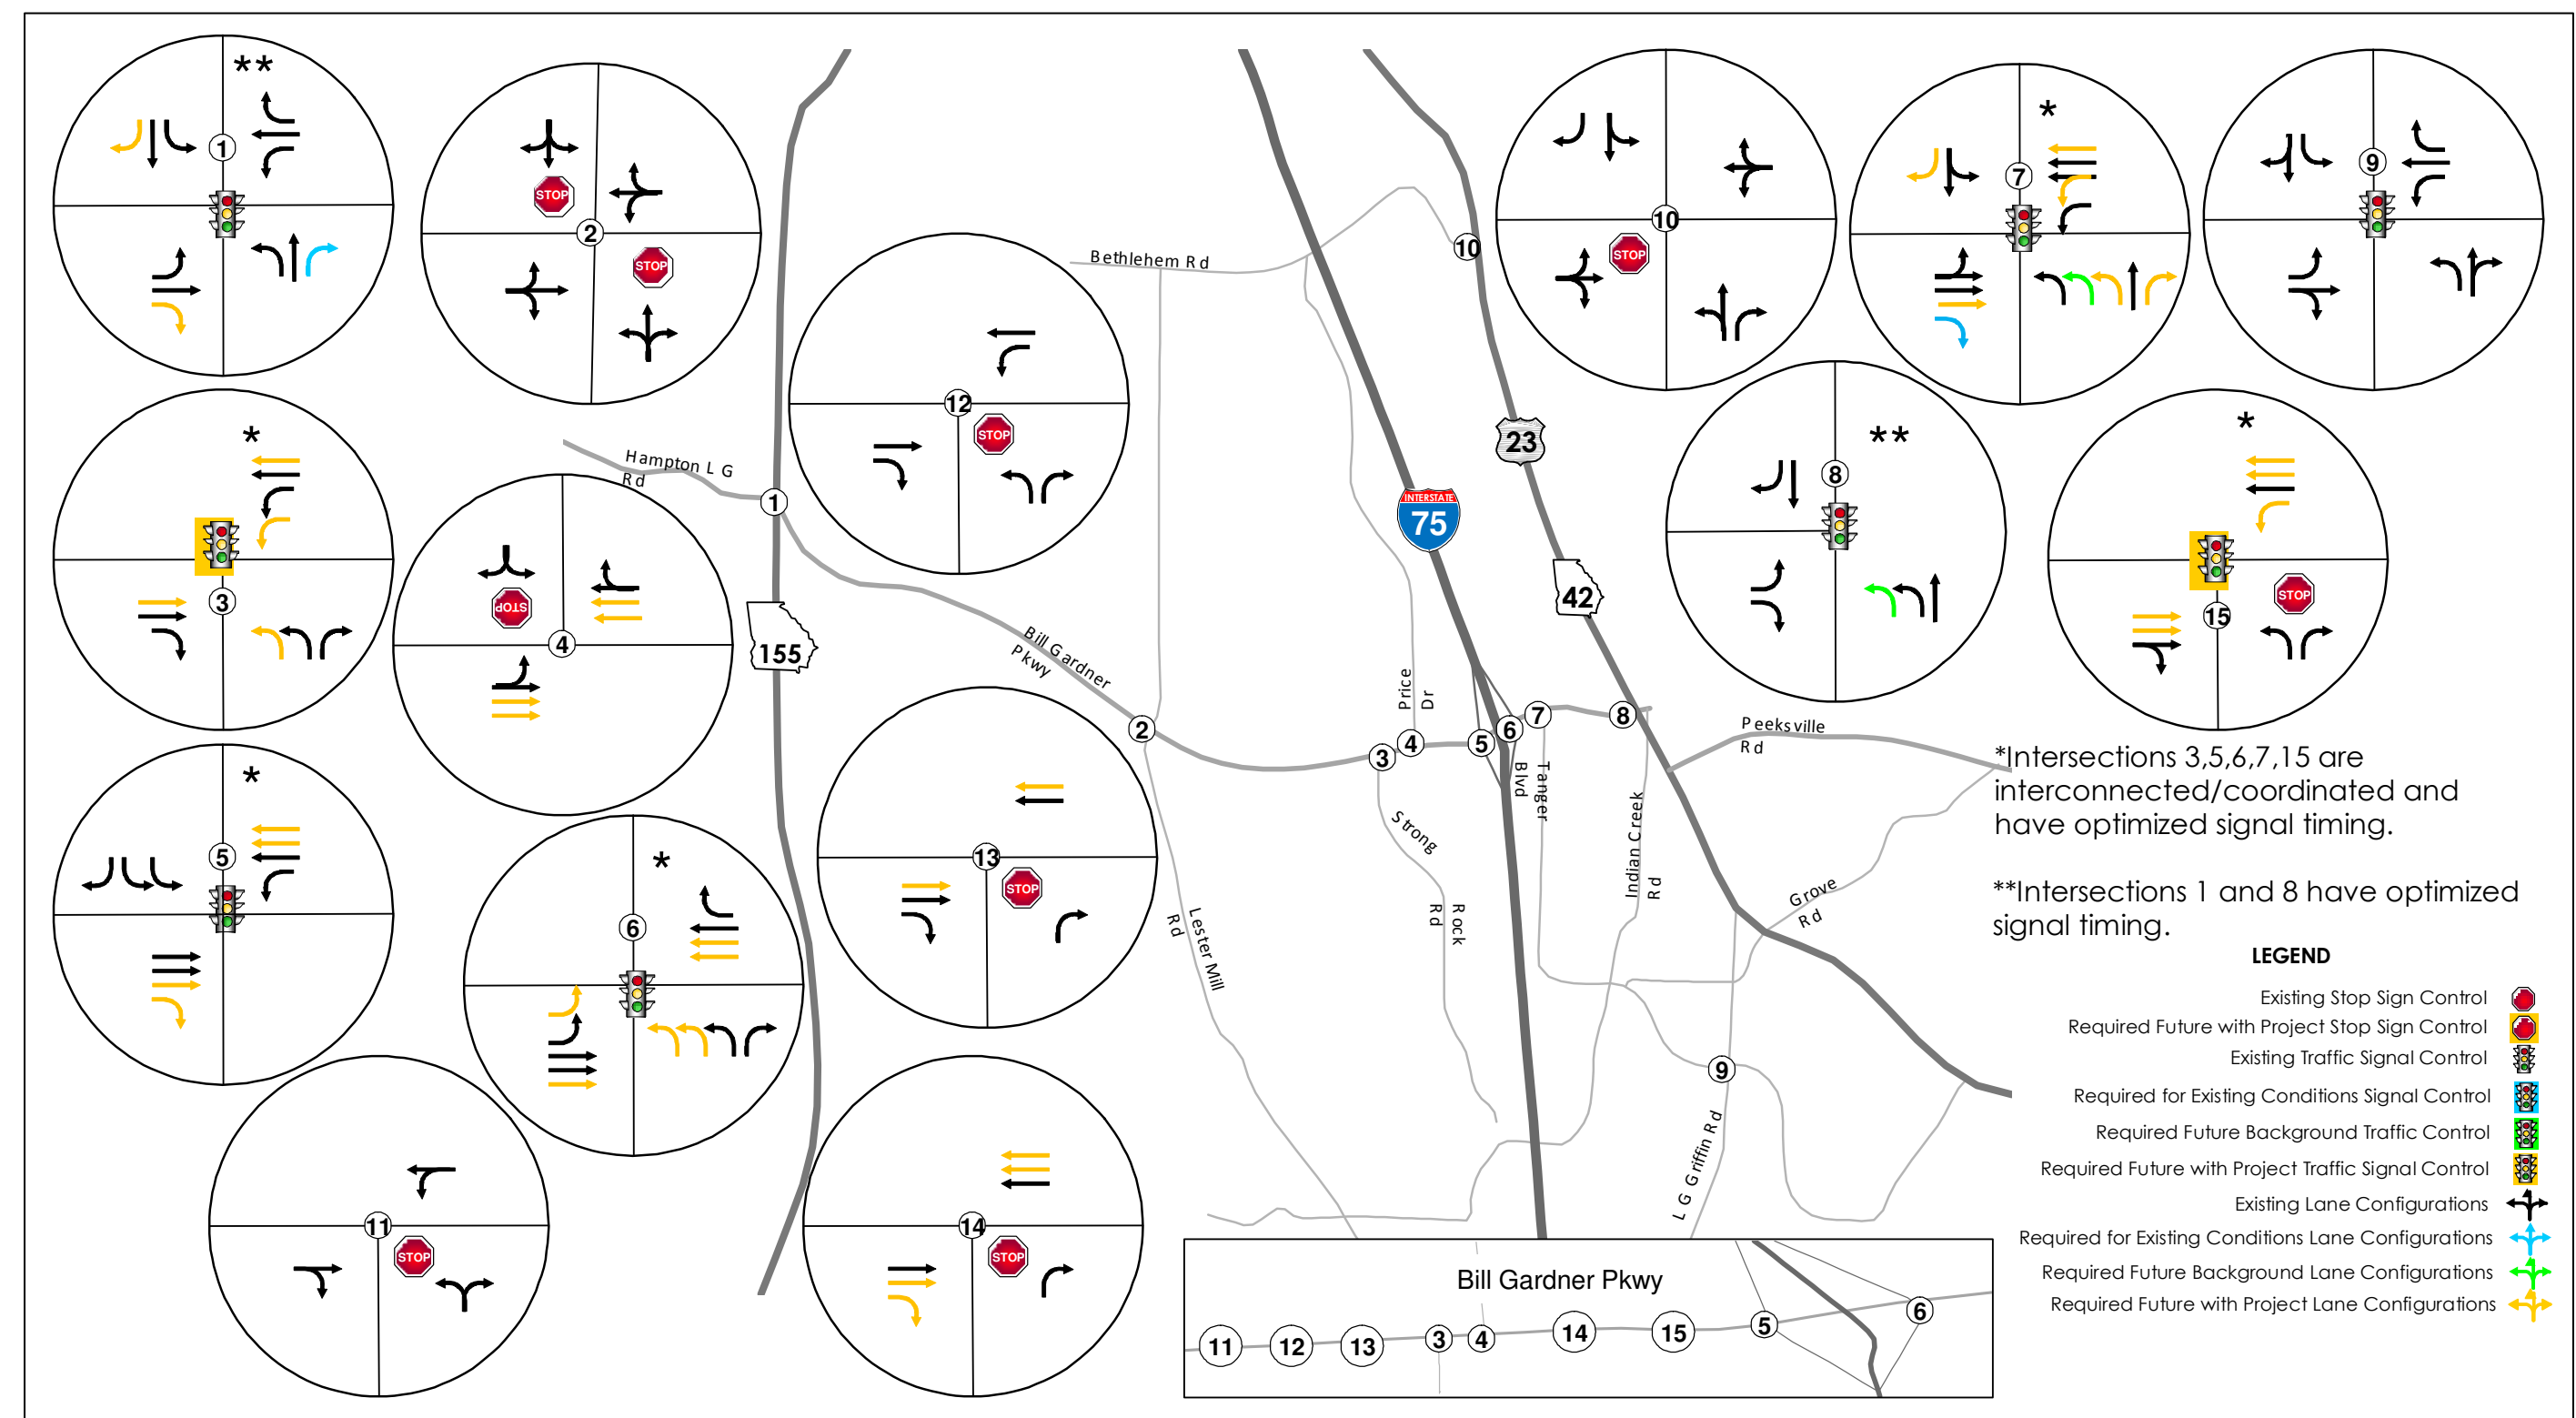 **
1
STOP
2
STOP
10
STOP
*
7
9
12
STOP
*
3
4
STOP
**
8
*
15
STOP
*
5
*
6
13
STOP
11
STOP
14
STOP
Bethlehem Rd
10
23
Hampton L G
Rd
1
INTERSTATE
75
42
155
Bill Gardner
Pkwy
Price
Dr
2
3
4
5
6
7
8
Peeksville
Rd
Tanger
Blvd
Strong
Rock
Rd
Indian Creek
Rd
Lester Mill
Rd
Grove
Rd
9
L G Griffin Rd
*Intersections 3,5,6,7,15 are
interconnected/coordinated and
have optimized signal timing.
**Intersections 1 and 8 have optimized
signal timing.
LEGEND
Existing Stop Sign Control
Required Future with Project Stop Sign Control
Existing Traffic Signal Control
Required for Existing Conditions Signal Control
Required Future Background Traffic Control
Required Future with Project Traffic Signal Control
Existing Lane Configurations
Required for Existing Conditions Lane Configurations
Required Future Background Lane Configurations
Required Future with Project Lane Configurations
Bill Gardner Pkwy
11
12
13
3
4
14
15
5
6